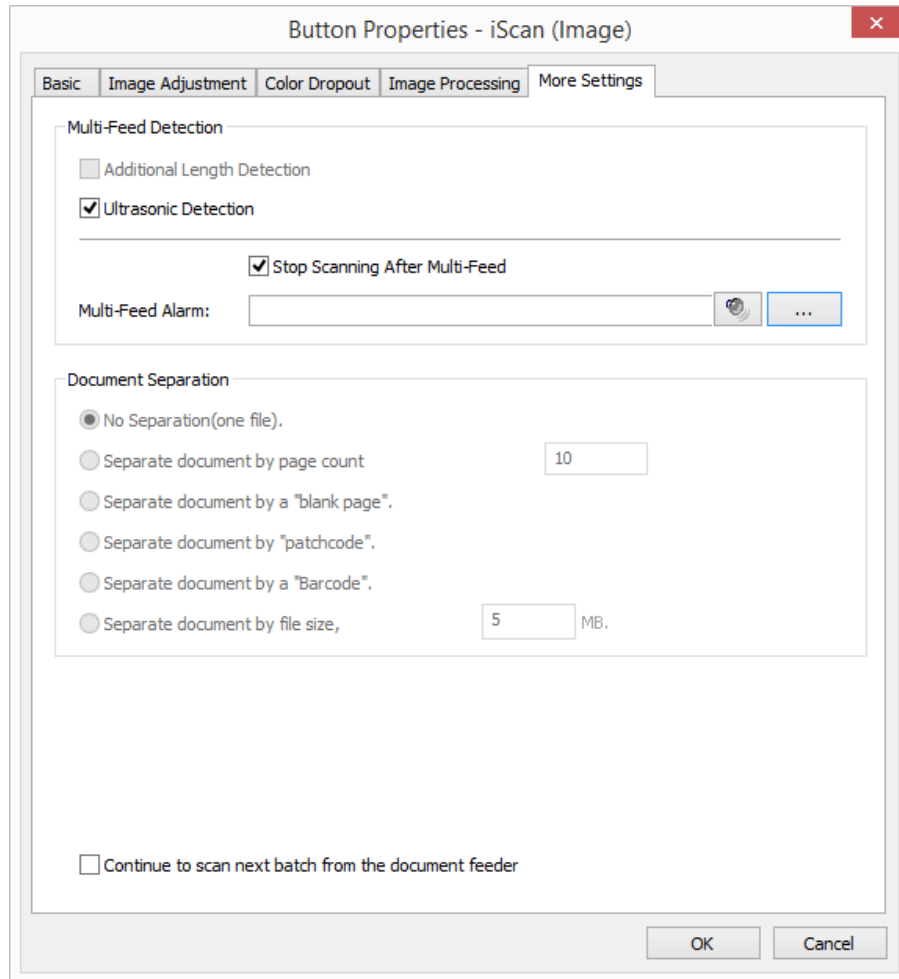 Button Properties - iScan (Image)
Basic Image Adjustment Color Dropout Image Processing More Settings
Multi-Feed Detection
Additional Length Detection
Ultrasonic Detection
Stop Scanning After Multi-Feed
Multi-Feed Alarm: ...
Document Separation
No Separation(one file).
Separate document by page count 10
Separate document by a "blank page".
Separate document by "patchcode".
Separate document by a "Barcode".
Separate document by file size, 5 MB.
Continue to scan next batch from the document feeder
OK Cancel